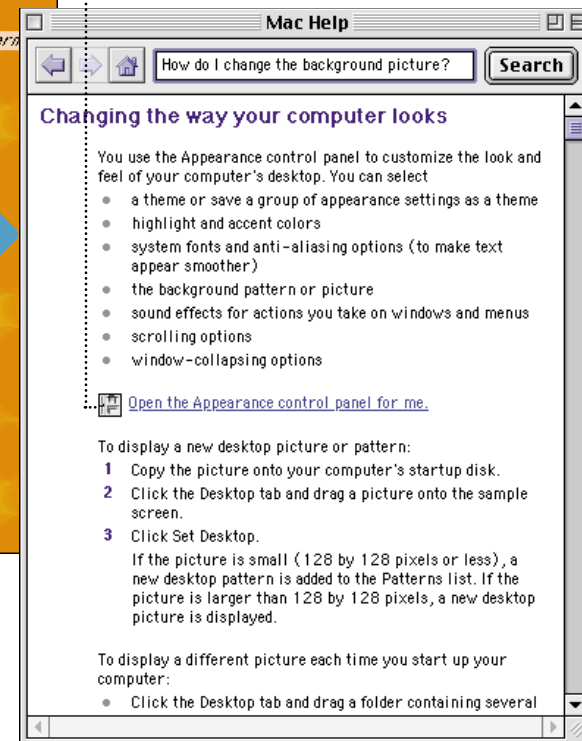 Mac Help
How do I change the background picture?
Search
Changing the way your computer looks
You use the Appearance control panel to customize the look and
feel of your computer's desktop. You can select
a theme or save a group of appearance settings as a theme
highlight and accent colors
system fonts and anti-aliasing options (to make text
appear smoother)
the background pattern or picture
sound effects for actions you take on windows and menus
scrolling options
window-collapsing options
Open the Appearance control panel for me.
To display a new desktop picture or pattern:
1 Copy the picture onto your computer's startup disk.
2 Click the Desktop tab and drag a picture onto the sample
screen.
3 Click Set Desktop.
If the picture is small (128 by 128 pixels or less), a
new desktop pattern is added to the Patterns list. If the
picture is larger than 128 by 128 pixels, a new desktop
picture is displayed.
To display a different picture each time you start up your
computer:
Click the Desktop tab and drag a folder containing several